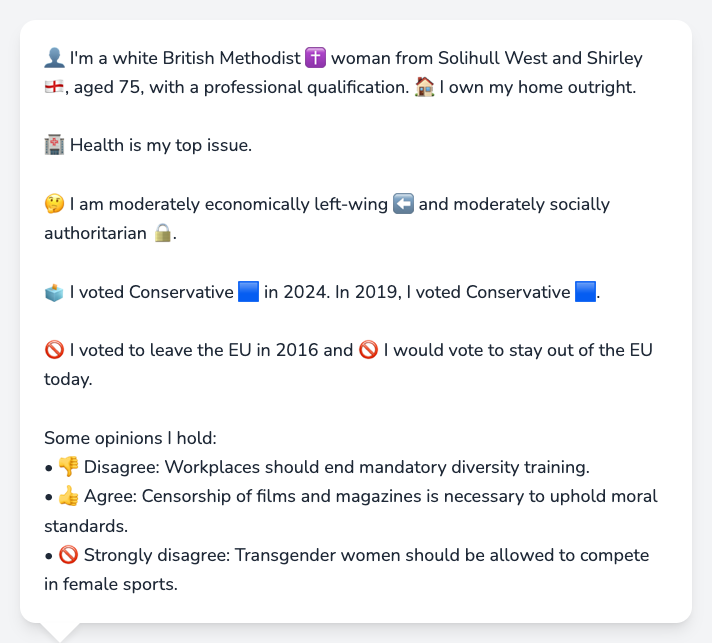 👤 I'm a white British Methodist ✝️ woman from Solihull West and Shirley
🏴󠁧󠁢󠁥󠁮󠁧󠁿, aged 75, with a professional qualification. 🏠 I own my home outright.
🏥 Health is my top issue.
🤔 I am moderately economically left-wing ⬅️ and moderately socially
authoritarian 🔒.
🗳️ I voted Conservative 🟦 in 2024. In 2019, I voted Conservative 🟦.
🚫 I voted to leave the EU in 2016 and 🚫 I would vote to stay out of the EU
today.
Some opinions I hold:
• 👎 Disagree: Workplaces should end mandatory diversity training.
• 👍 Agree: Censorship of films and magazines is necessary to uphold moral
standards.
• 🚫 Strongly disagree: Transgender women should be allowed to compete
in female sports.